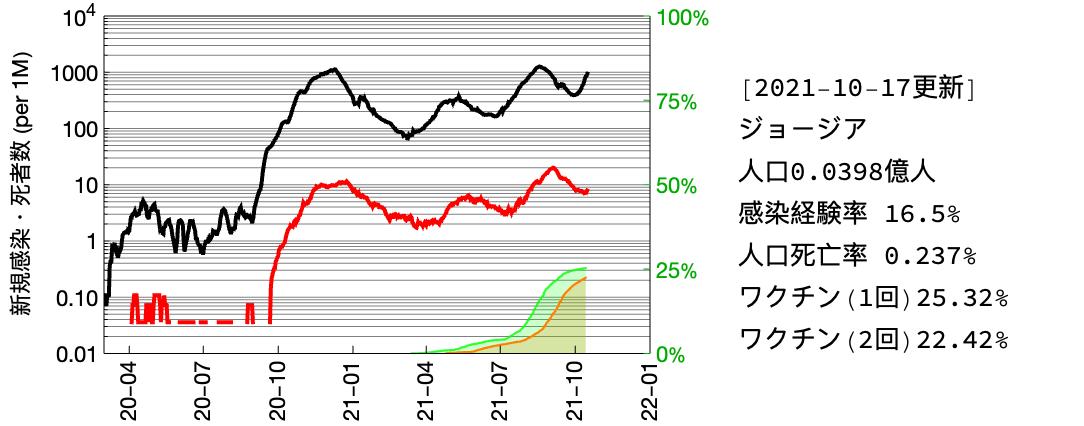 新規感染・死者数 (per 1M)
10⁴
1000
100
10
1
0.10
0.01
100%
75%
50%
25%
0%
20-04
20-07
20-10
21-01
21-04
21-07
21-10
22-01
[2021-10-17更新]
ジョージア
人口0.0398億人
感染経験率 16.5%
人口死亡率 0.237%
ワクチン(1回)25.32%
ワクチン(2回)22.42%